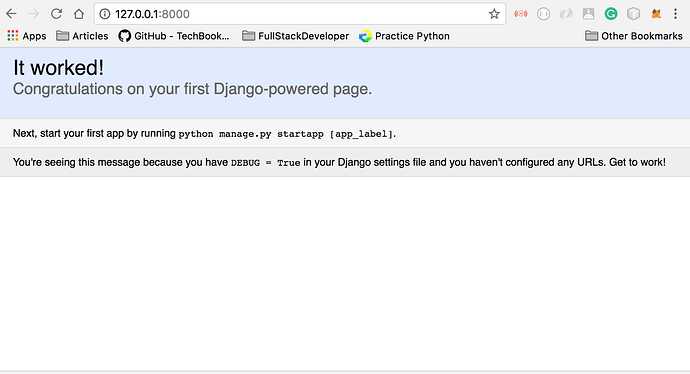 127.0.0.1:8000
Apps Articles GitHub - TechBook... FullStackDeveloper Practice Python Other Bookmarks
It worked!
Congratulations on your first Django-powered page.
Next, start your first app by running python manage.py startapp [app_label].
You're seeing this message because you have DEBUG = True in your Django settings file and you haven't configured any URLs. Get to work!